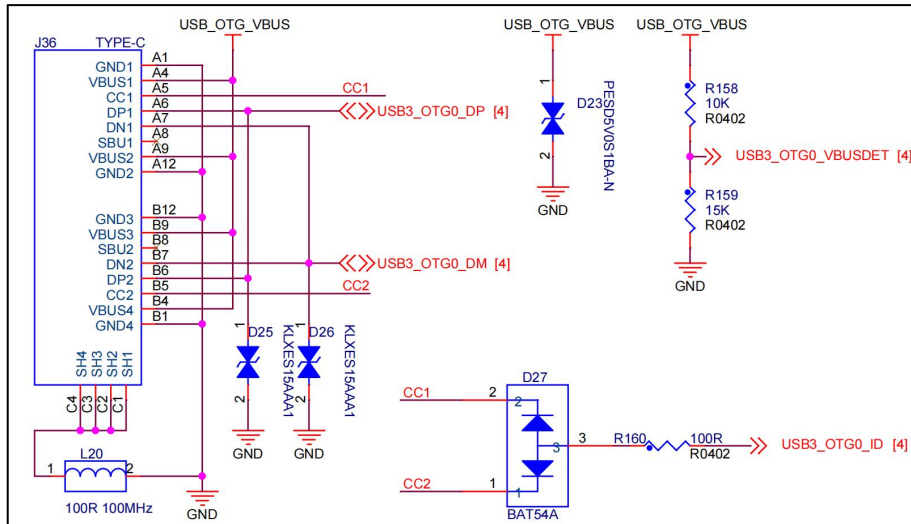 USB_OTG_VBUS
USB_OTG_VBUS
USB_OTG_VBUS
J36
TYPE-C
GND1 A1
VBUS1 A4
CC1 A5 CC1
DP1 A6 USB3_OTG0_DP [4]
DN1 A7
SBU1 A8
VBUS2 A9
GND2 A12
GND3 B12
VBUS3 B9
SBU2 B8
DN2 B7 USB3_OTG0_DM [4]
DP2 B6
CC2 B5 CC2
VBUS4 B4
GND4 B1
SH4 SH3 SH2 SH1
C4 C3 C2 C1
1 L20 2
100R 100MHz
GND
1
D25
KLXES15AAA1
2
GND
1
D26
KLXES15AAA1
2
GND
1
D23
PESD5V0S1BA-N
2
GND
R158
10K
R0402
USB3_OTG0_VBUSDET [4]
R159
15K
R0402
GND
D27
CC1 2 2
3 3 R160 100R USB3_OTG0_ID [4]
R0402
CC2 1 1
BAT54A